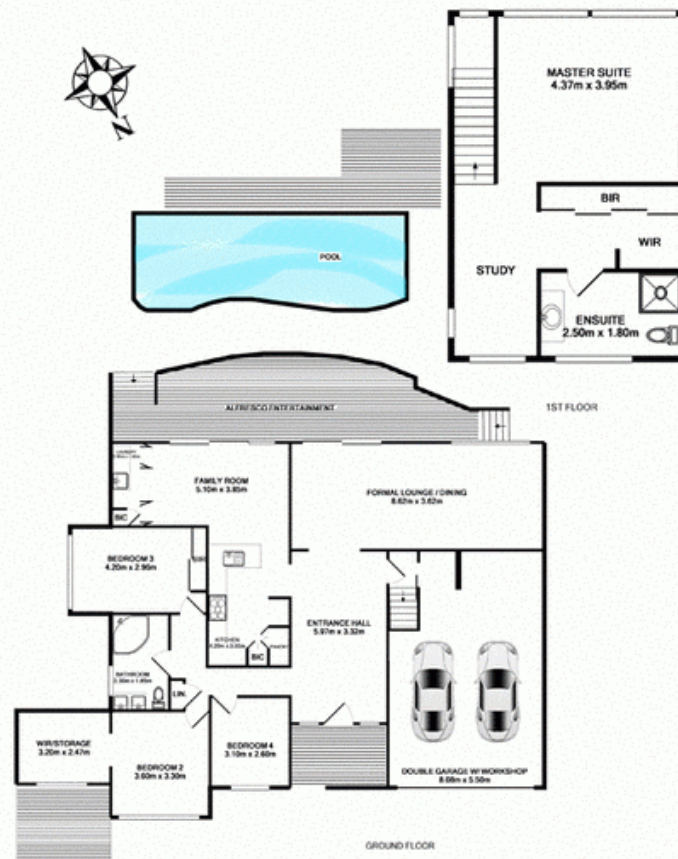 N
MASTER SUITE
4.37m x 3.95m
BIR
WIR
STUDY
ENSUITE
2.50m x 1.80m
1ST FLOOR
POOL
ALFRESCO ENTERTAINMENT
LAUNDRY
FAMILY ROOM
5.10m x 3.85m
FORMAL LOUNGE / DINING
8.62m x 3.62m
BIC
BEDROOM 3
4.20m x 2.96m
ENTRANCE HALL
5.97m x 3.32m
KITCHEN
BIC
PANTRY
BATHROOM
LIN.
WIR/STORAGE
3.20m x 2.47m
BEDROOM 2
3.60m x 3.30m
BEDROOM 4
3.10m x 2.60m
DOUBLE GARAGE W/ WORKSHOP
8.08m x 5.50m
GROUND FLOOR